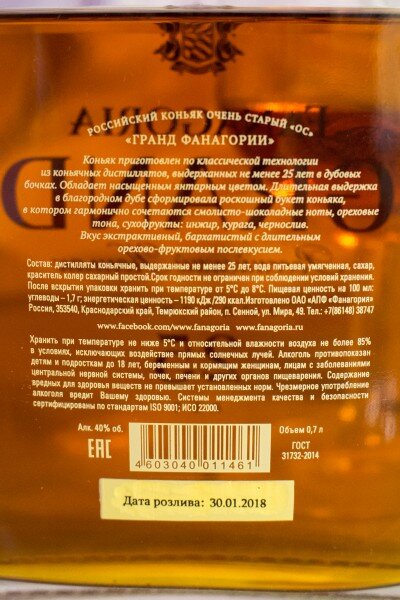 РОССИЙСКИЙ КОНЬЯК ОЧЕНЬ СТАРЫЙ «ОС»
«ГРАНД ФАНАГОРИИ»
Коньяк приготовлен по классической технологии
из коньячных дистиллятов, выдержанных не менее 25 лет в дубовых
бочках. Обладает насыщенным янтарным цветом. Длительная выдержка
в благородном дубе сформировала роскошный букет коньяка,
в котором гармонично сочетаются смолисто-шоколадные ноты, ореховые
тона, сухофрукты: инжир, курага, чернослив.
Вкус экстрактивный, бархатистый с длительным
орехово-фруктовым послевкусием.
Состав: дистилляты коньячные, выдержанные не менее 25 лет, вода питьевая умягченная, сахар,
краситель колер сахарный простой.Срок годности не ограничен при соблюдении условий хранения.
После вскрытия упаковки хранить при температуре от 5°С до 8°С. Пищевая ценность на 100 мл:
углеводы – 1,7 г; энергетическая ценность – 1190 кДж /290 ккал.Изготовлено ОАО «АПФ «Фанагория»
Россия, 353540, Краснодарский край, Темрюкский район, п. Сенной, ул. Мира, 49. Тел.: +7(86148) 38747
www.facebook.com/www.fanagoria www.fanagoria.ru
Хранить при температуре не ниже 5°С и относительной влажности воздуха не более 85%
в условиях, исключающих воздействие прямых солнечных лучей. Алкоголь противопоказан
детям и подросткам до 18 лет, беременным и кормящим женщинам, лицам с заболеваниями
центральной нервной системы, почек, печени и других органов пищеварения. Содержание
вредных для здоровья веществ не превышает установленных норм. Чрезмерное употребление
алкоголя вредит Вашему здоровью. Системы менеджмента качества и безопасности
сертифицированы по стандартам ISO 9001; ИСО 22000.
Алк. 40% об.
Объем 0,7 л
ЕАС
ГОСТ
31732-2014
4603040011461
Дата розлива: 30.01.2018